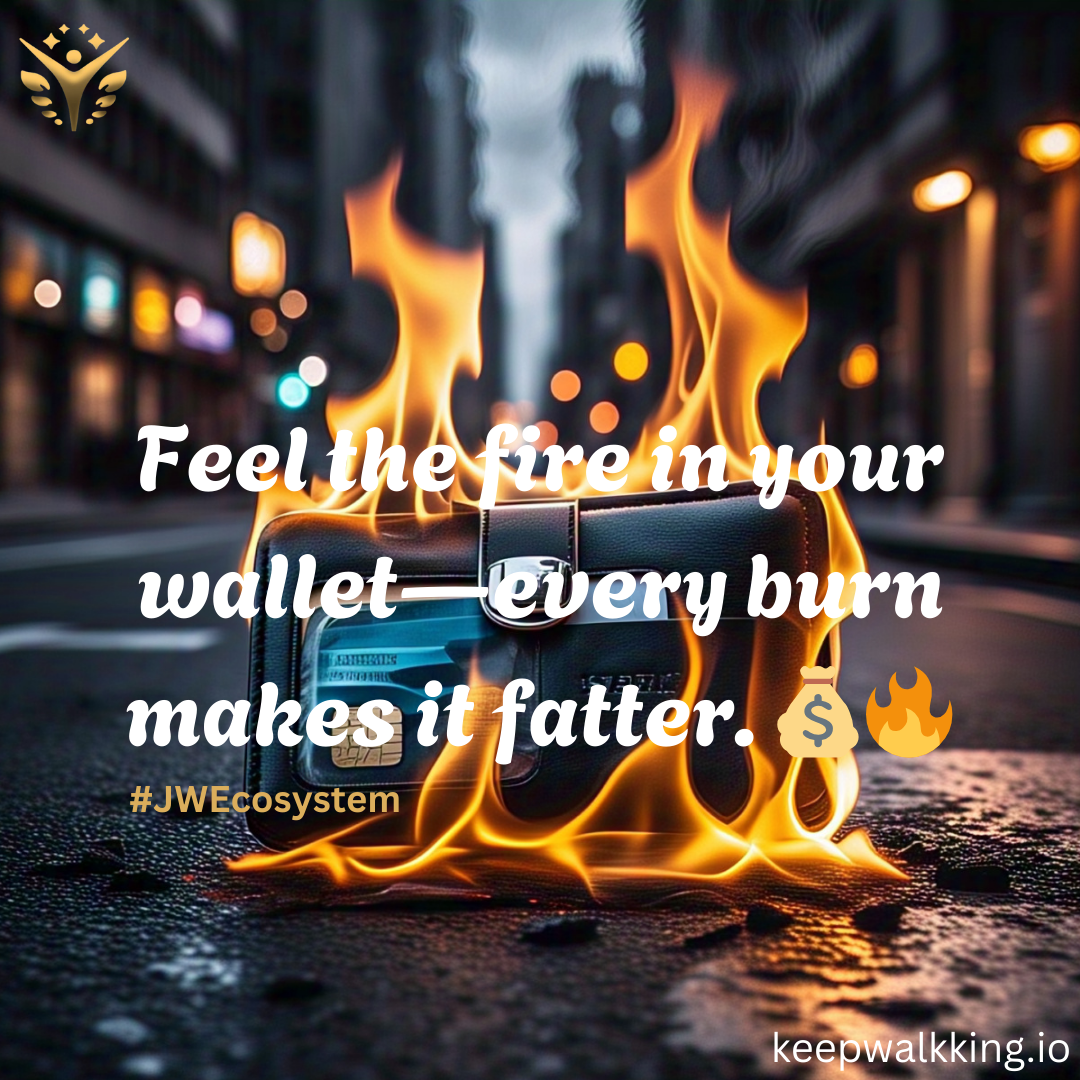 Feel the fire in your
wallet—every burn
makes it fatter. 💰🔥
#JWEcosystem
keepwalkking.io